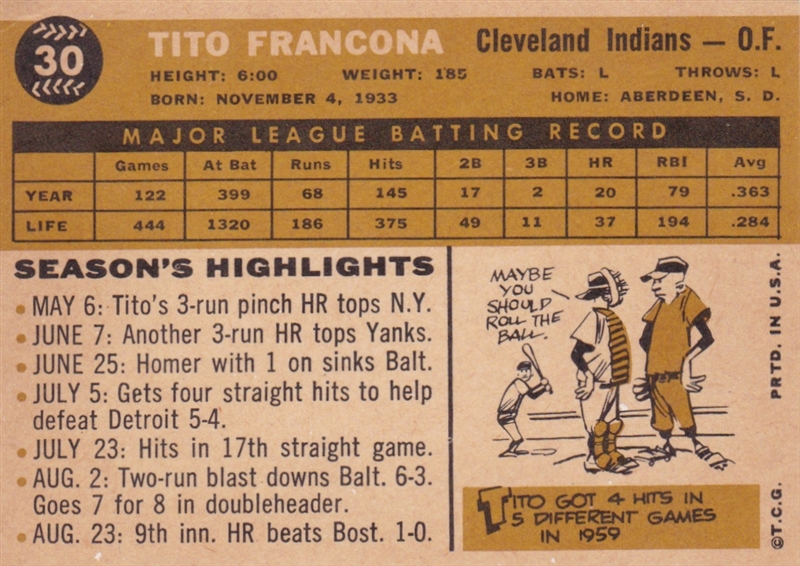 30
TITO FRANCONA Cleveland Indians — O.F.
HEIGHT: 6:00 WEIGHT: 185 BATS: L THROWS: L
BORN: NOVEMBER 4, 1933 HOME: ABERDEEN, S. D.
MAJOR LEAGUE BATTING RECORD
Games At Bat Runs Hits 2B 3B HR RBI Avg
YEAR 122 399 68 145 17 2 20 79 .363
LIFE 444 1320 186 375 49 11 37 194 .284
SEASON'S HIGHLIGHTS
• MAY 6: Tito's 3-run pinch HR tops N.Y.
• JUNE 7: Another 3-run HR tops Yanks.
• JUNE 25: Homer with 1 on sinks Balt.
• JULY 5: Gets four straight hits to help
defeat Detroit 5-4.
• JULY 23: Hits in 17th straight game.
• AUG. 2: Two-run blast downs Balt. 6-3.
Goes 7 for 8 in doubleheader.
• AUG. 23: 9th inn. HR beats Bost. 1-0.
MAYBE
YOU
SHOULD
ROLL THE
BALL.
TITO GOT 4 HITS IN
5 DIFFERENT GAMES
IN 1959
©T.C.G. PRTD. IN U.S.A.